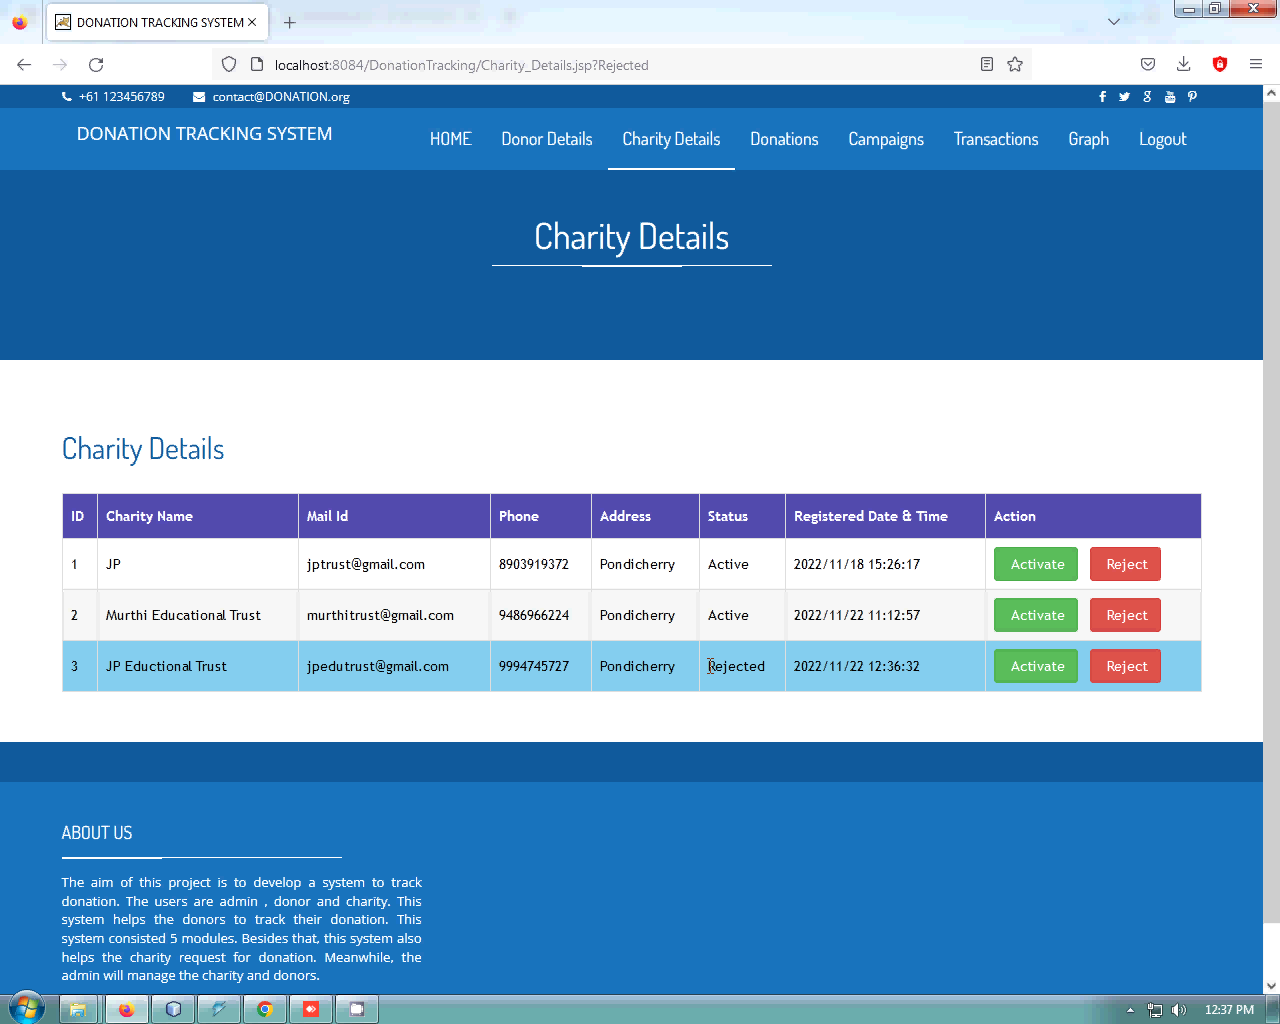 DONATION TRACKING SYSTEM
localhost:8084/DonationTracking/Charity_Details.jsp?Rejected
+61 123456789 contact@DONATION.org
DONATION TRACKING SYSTEM HOME Donor Details Charity Details Donations Campaigns Transactions Graph Logout
Charity Details
Charity Details
ID Charity Name Mail Id Phone Address Status Registered Date & Time Action
1 JP jptrust@gmail.com 8903919372 Pondicherry Active 2022/11/18 15:26:17 Activate Reject
2 Murthi Educational Trust murthitrust@gmail.com 9486966224 Pondicherry Active 2022/11/22 11:12:57 Activate Reject
3 JP Eductional Trust jpedutrust@gmail.com 9994745727 Pondicherry Rejected 2022/11/22 12:36:32 Activate Reject
ABOUT US
The aim of this project is to develop a system to track
donation. The users are admin , donor and charity. This
system helps the donors to track their donation. This
system consisted 5 modules. Besides that, this system also
helps the charity request for donation. Meanwhile, the
admin will manage the charity and donors.
12:37 PM